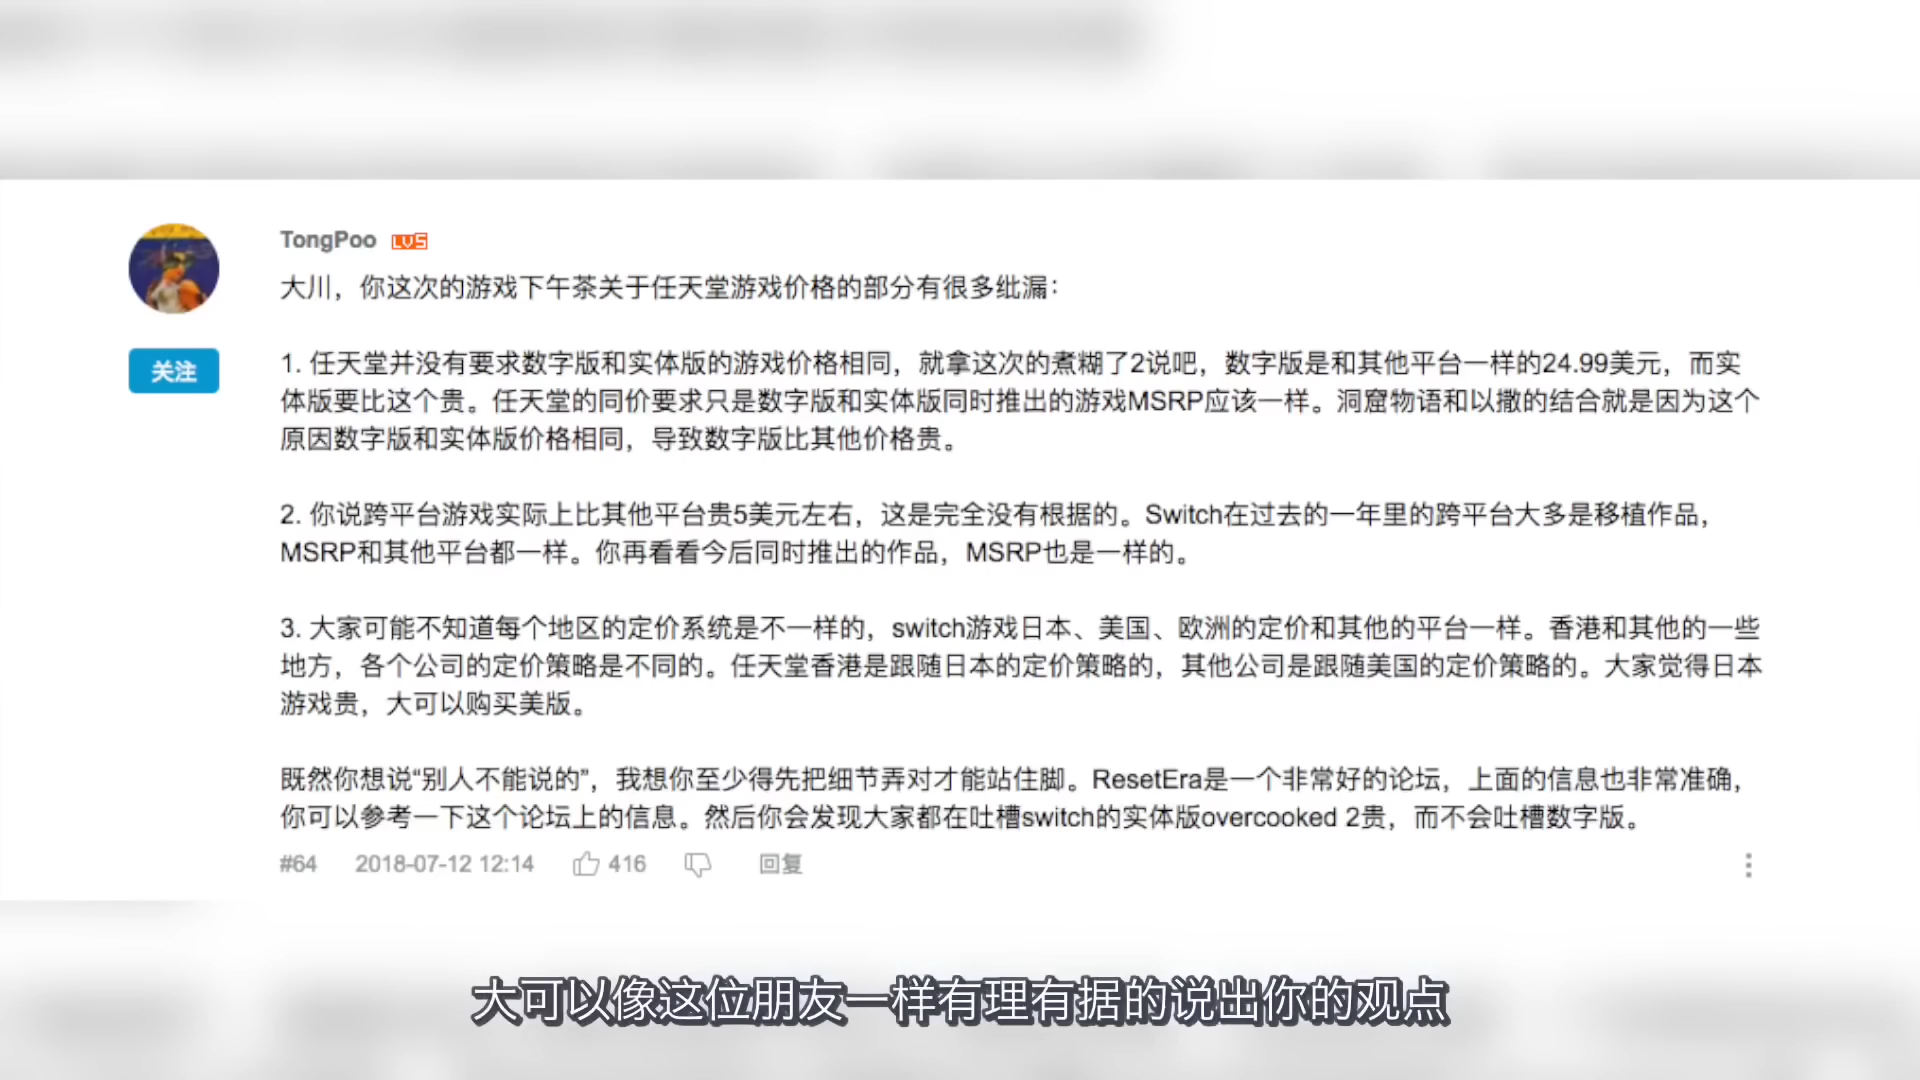 TongPoo LV5
大川，你这次的游戏下午茶关于任天堂游戏价格的部分有很多纰漏：
1. 任天堂并没有要求数字版和实体版的游戏价格相同，就拿这次的煮糊了2说吧，数字版是和其他平台一样的24.99美元，而实
体版要比这个贵。任天堂的同价要求只是数字版和实体版同时推出的游戏MSRP应该一样。洞窟物语和以撒的结合就是因为这个
原因数字版和实体版价格相同，导致数字版比其他价格贵。
2. 你说跨平台游戏实际上比其他平台贵5美元左右，这是完全没有根据的。Switch在过去的一年里的跨平台大多是移植作品，
MSRP和其他平台都一样。你再看看今后同时推出的作品，MSRP也是一样的。
3. 大家可能不知道每个地区的定价系统是不一样的，switch游戏日本、美国、欧洲的定价和其他的平台一样。香港和其他的一些
地方，各个公司的定价策略是不同的。任天堂香港是跟随日本的定价策略的，其他公司是跟随美国的定价策略的。大家觉得日本
游戏贵，大可以购买美版。
既然你想说“别人不能说的”，我想你至少得先把细节弄对才能站住脚。ResetEra是一个非常好的论坛，上面的信息也非常准确，
你可以参考一下这个论坛上的信息。然后你会发现大家都在吐槽switch的实体版overcooked 2贵，而不会吐槽数字版。
#64 2018-07-12 12:14 416 回复
关注
大可以像这位朋友一样有理有据的说出你的观点